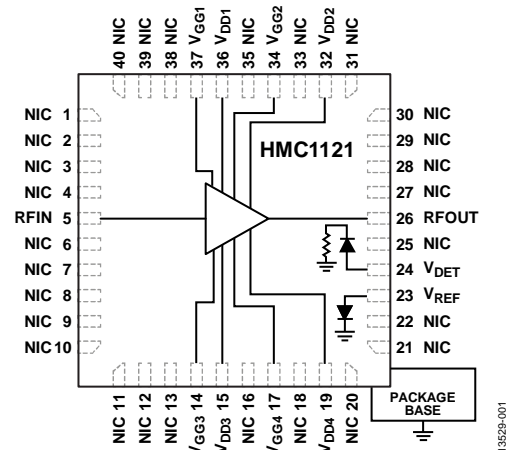 40 NIC
39 NIC
38 NIC
37 VGG1
36 VDD1
35 NIC
34 VGG2
33 NIC
32 VDD2
31 NIC
NIC 1
NIC 2
NIC 3
NIC 4
RFIN 5
NIC 6
NIC 7
NIC 8
NIC 9
NIC 10
HMC1121
30 NIC
29 NIC
28 NIC
27 NIC
26 RFOUT
25 NIC
24 VDET
23 VREF
22 NIC
21 NIC
NIC 11
NIC 12
NIC 13
VGG3 14
VDD3 15
NIC 16
VGG4 17
NIC 18
VDD4 19
NIC 20
PACKAGE
BASE
13529-001